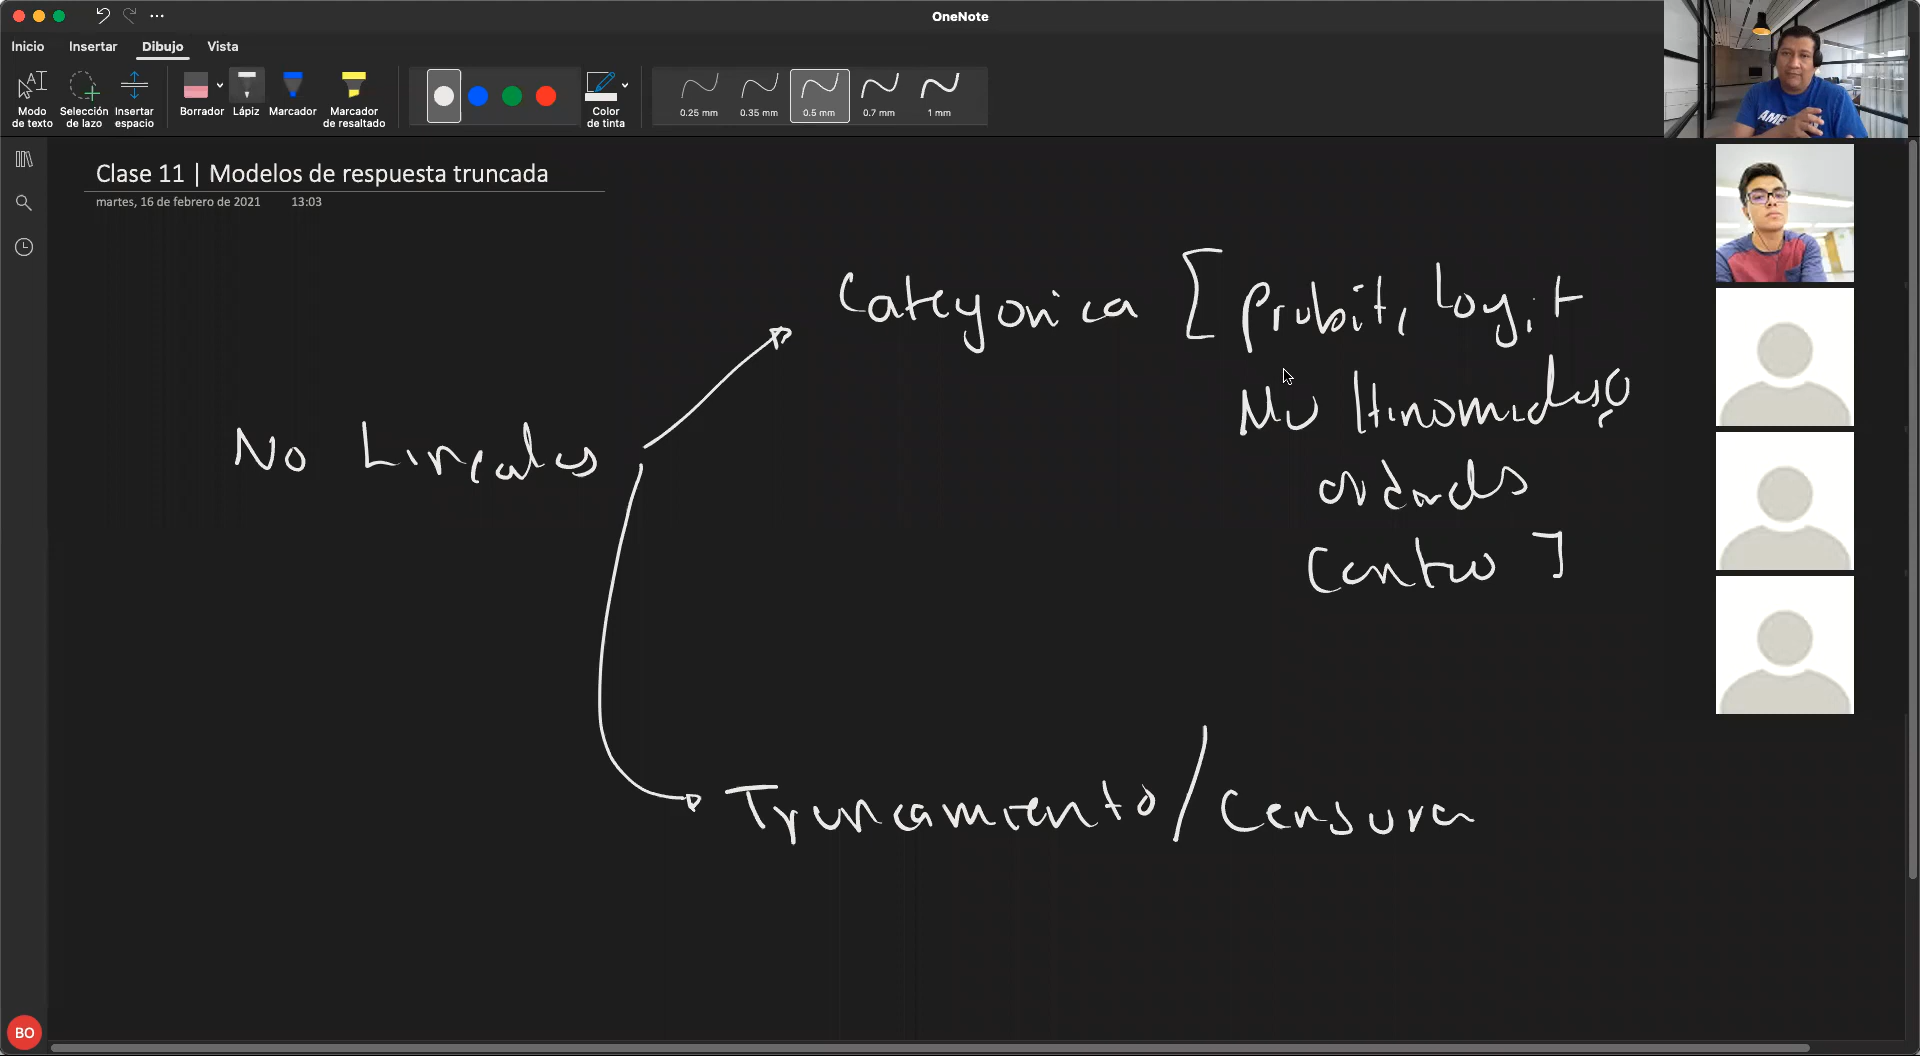 OneNote
Inicio Insertar Dibujo Vista
Modo de texto
Selección de lazo
Insertar espacio
Borrador
Lápiz
Marcador
Marcador de resaltado
Color de tinta
0.25 mm 0.35 mm 0.5 mm 0.7 mm 1 mm
AME
Clase 11 | Modelos de respuesta truncada
martes, 16 de febrero de 2021 13:03
Categorica [ probit, logit
Multinomiales
No Lineales
Conteo ]
Truncamiento / Censura
BO